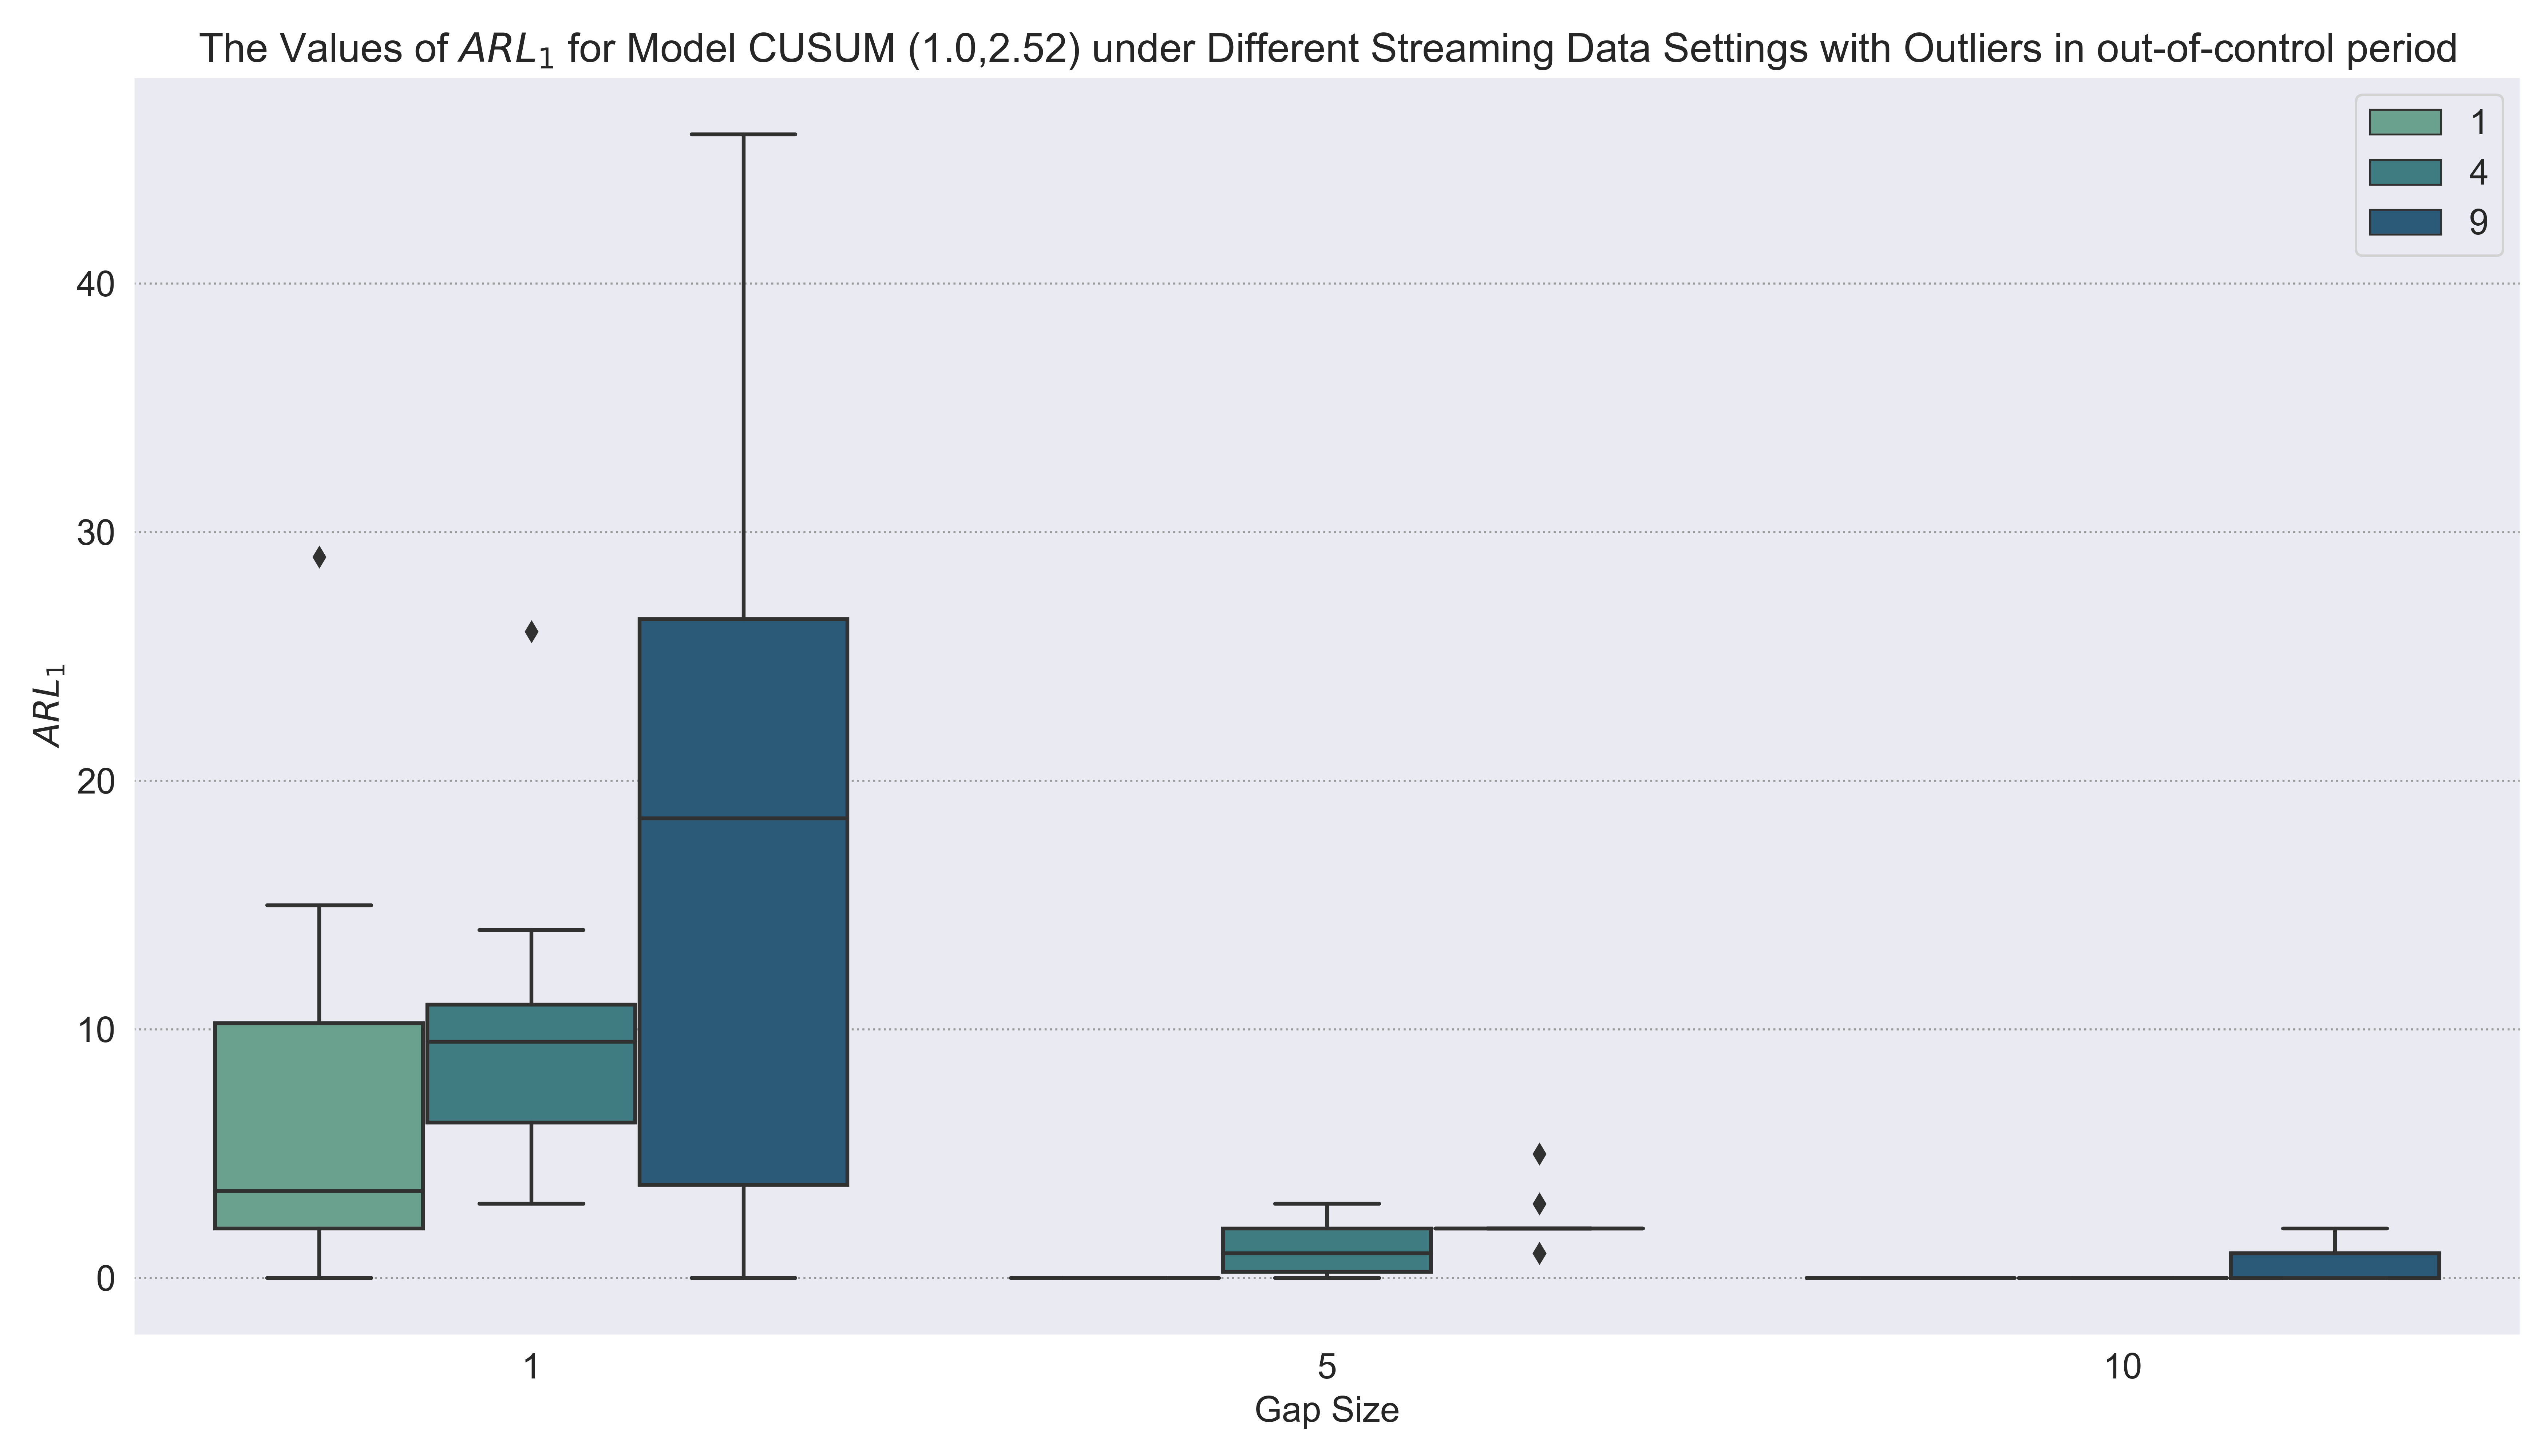 The Values of ARL₁ for Model CUSUM (1.0,2.52) under Different Streaming Data Settings with Outliers in out-of-control period
1
4
9
40
30
20
10
0
ARL₁
1 5 10
Gap Size